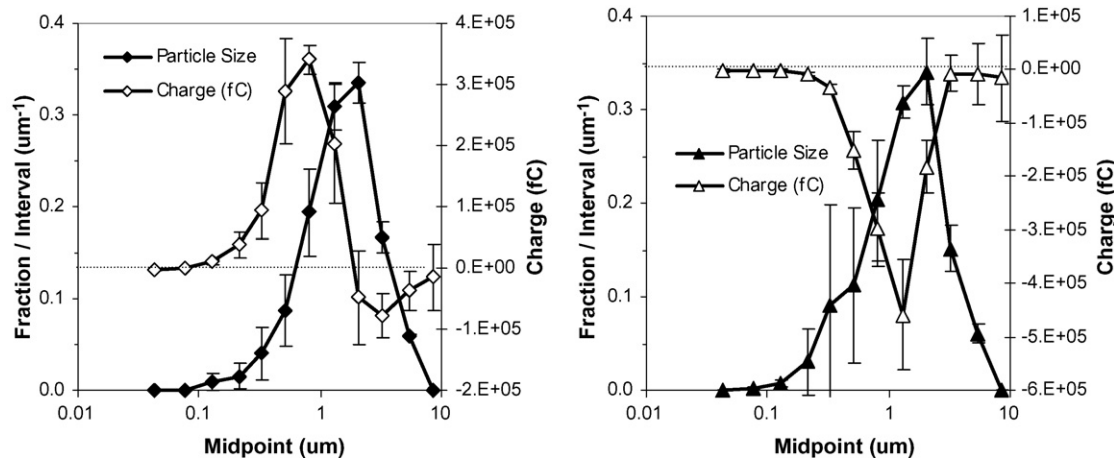 0.4
0.3
0.2
0.1
0.0
Fraction / Interval (um⁻¹)
Particle Size
Charge (fC)
4.E+05
3.E+05
2.E+05
1.E+05
0.E+00
-1.E+05
-2.E+05
Charge (fC)
0.01
0.1
1
10
Midpoint (um)
0.4
0.3
0.2
0.1
0.0
Fraction / Interval (um⁻¹)
Particle Size
Charge (fC)
1.E+05
0.E+00
-1.E+05
-2.E+05
-3.E+05
-4.E+05
-5.E+05
-6.E+05
Charge (fC)
0.01
0.1
1
10
Midpoint (um)